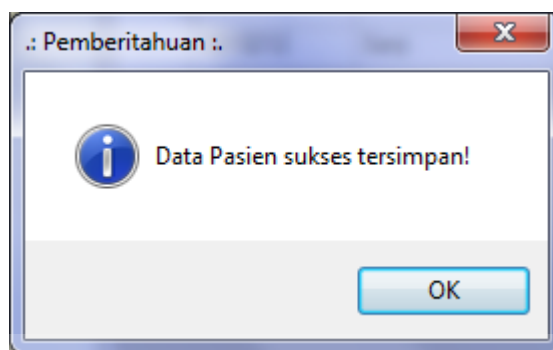 .: Pemberitahuan :.
Data Pasien sukses tersimpan!
OK